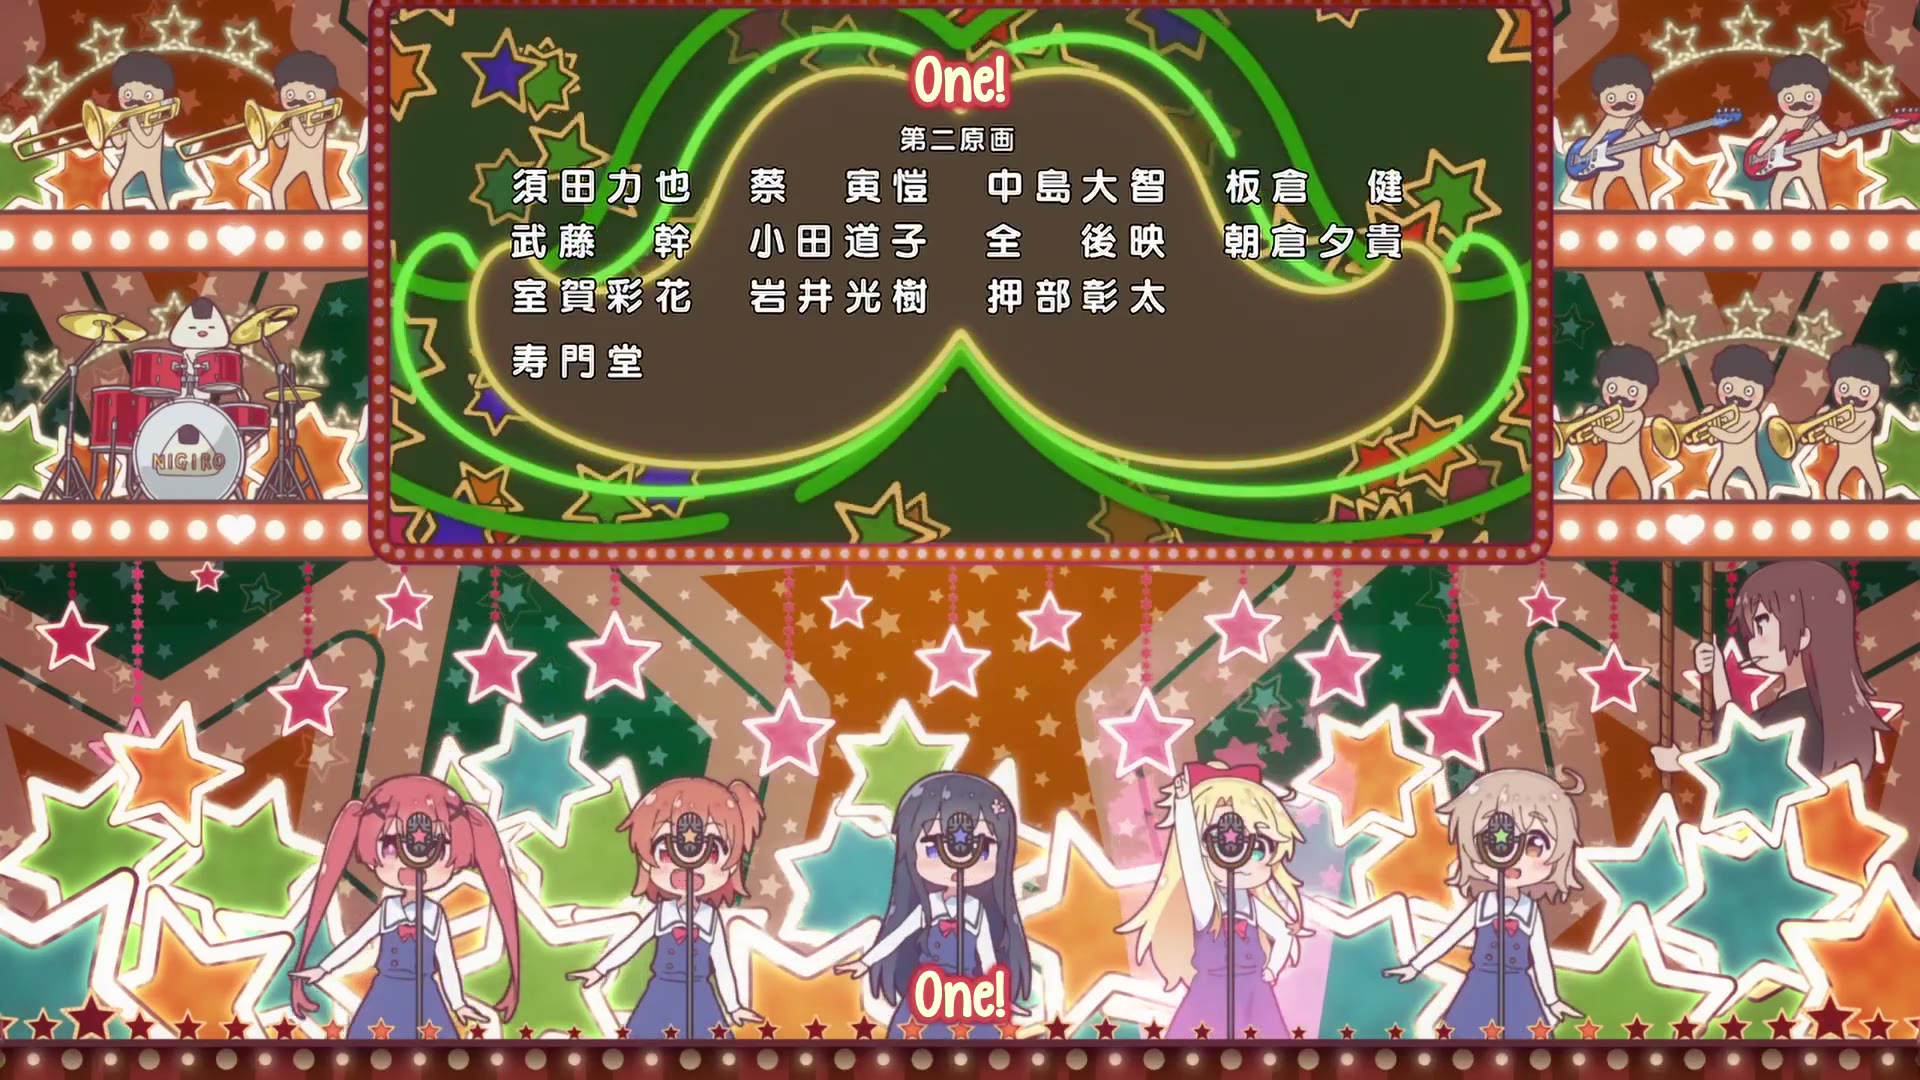 One!
第二原画
須田力也 蔡 寅愷 中島大智 板倉 健
武藤 幹 小田道子 全 後映 朝倉夕貴
室賀彩花 岩井光樹 押部彰太
寿門堂
NIGIRO
One!